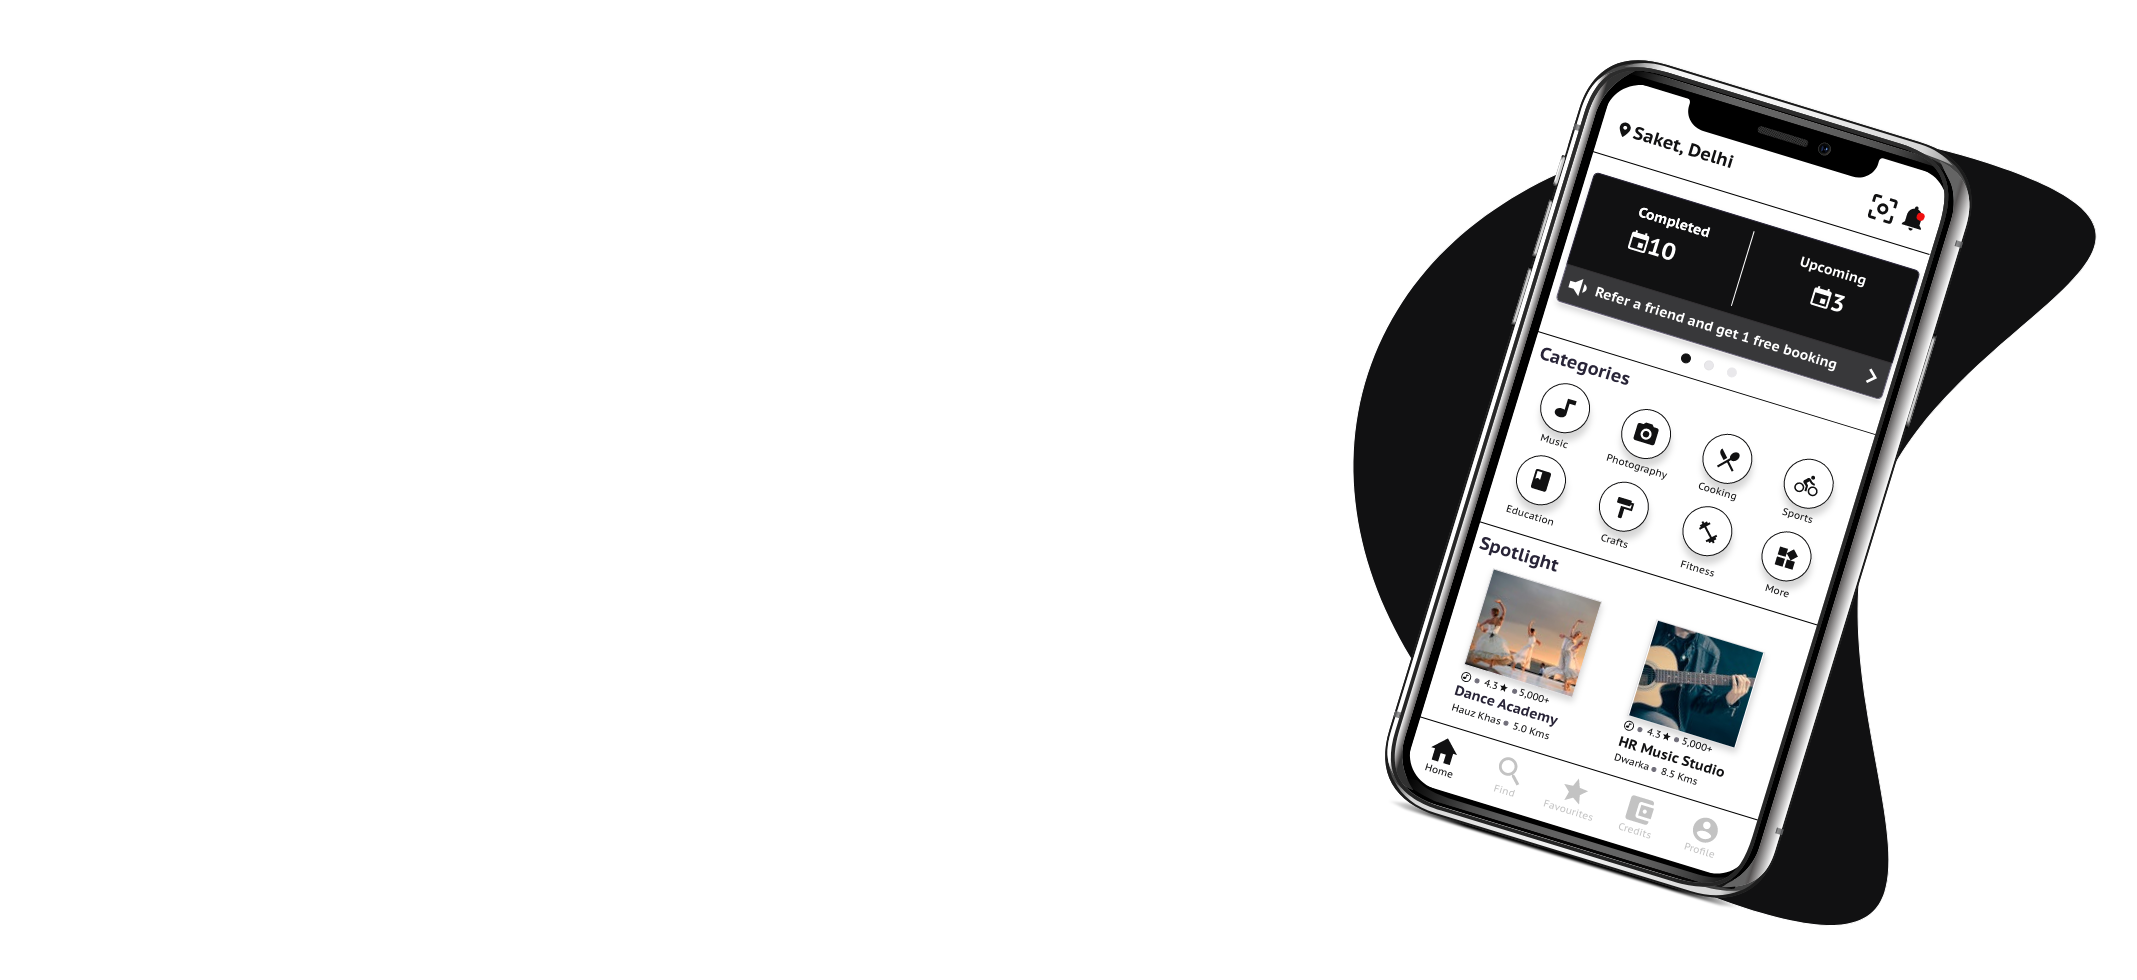 Saket, Delhi
Completed
10
Upcoming
3
Refer a friend and get 1 free booking
Categories
Music
Photography
Cooking
Sports
Education
Crafts
Fitness
More
Spotlight
4.3 ★ ● 5,000+
Dance Academy
Hauz Khas ● 5.0 Kms
4.3 ★ ● 5,000+
HR Music Studio
Dwarka ● 8.5 Kms
Home
Find
Favourites
Credits
Profile